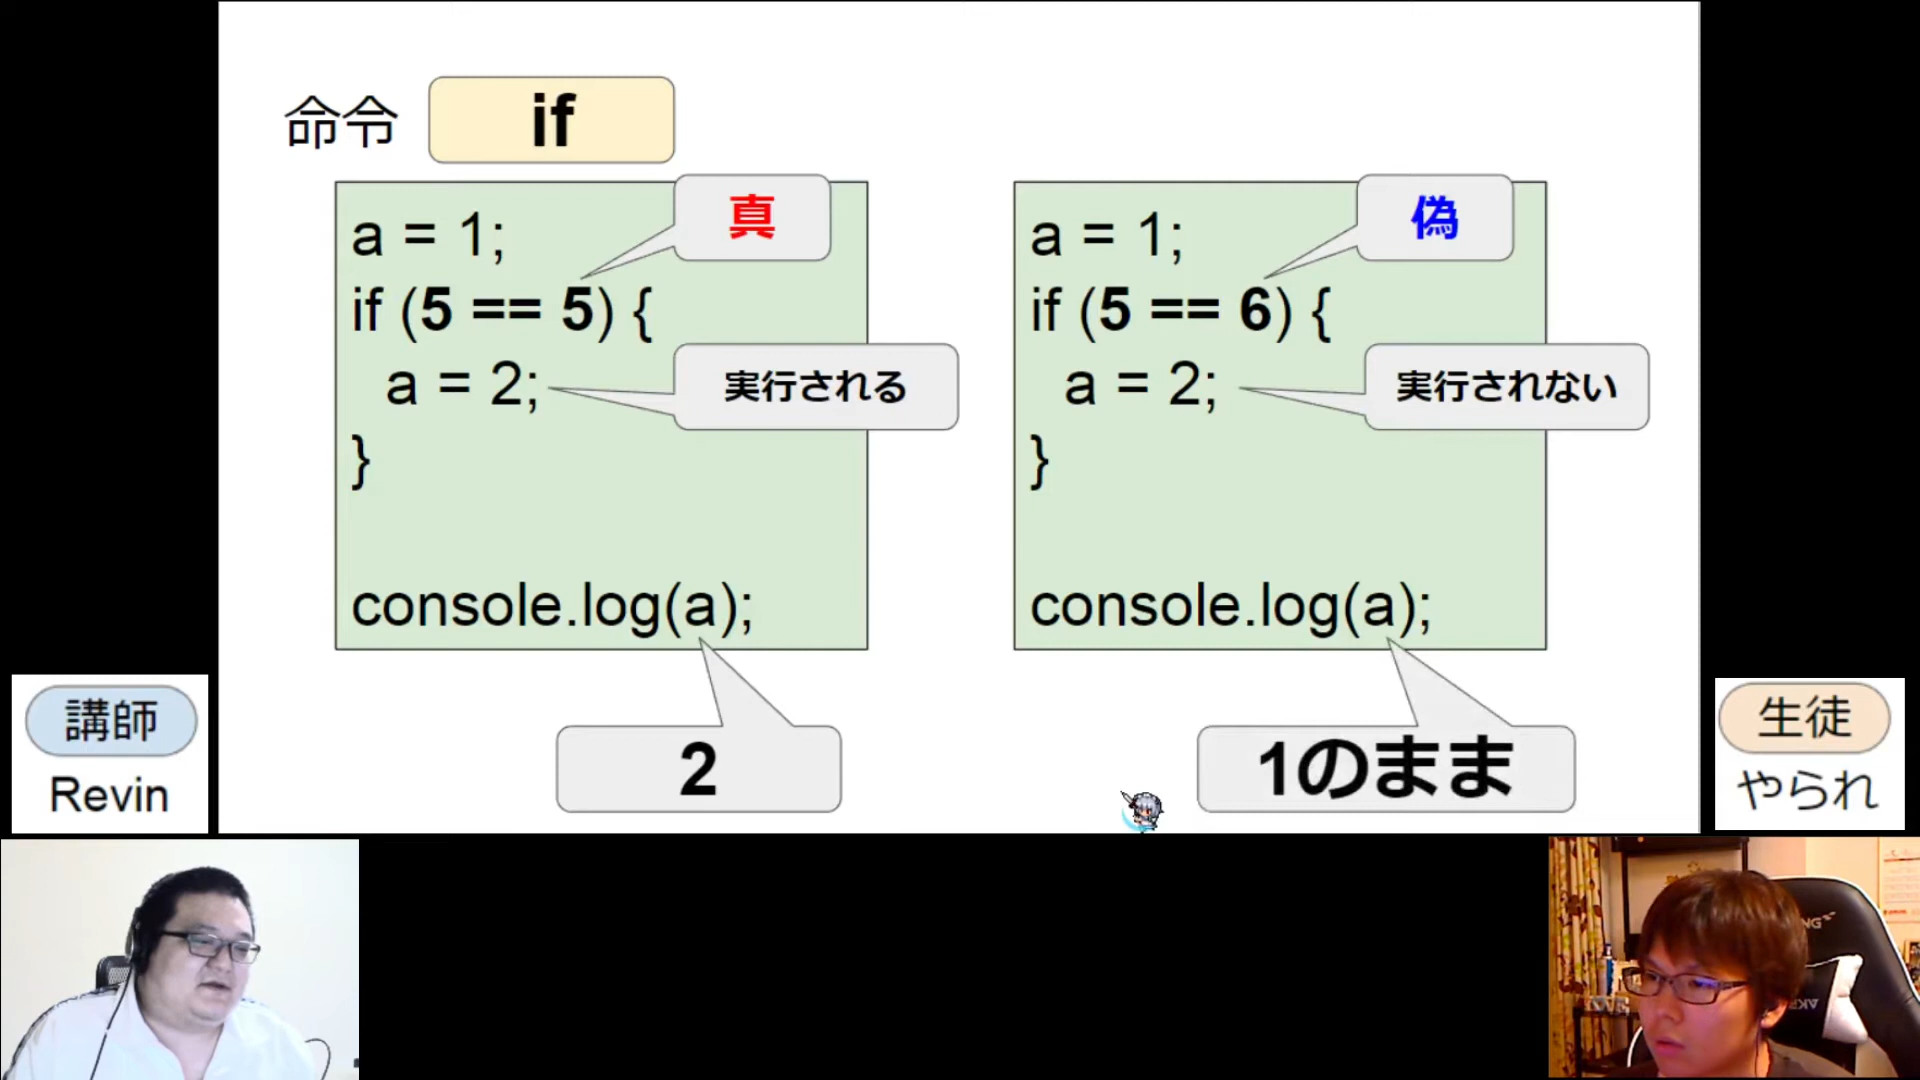 命令
if
a = 1;
真
if (5 == 5) {
a = 2;
実行される
}
console.log(a);
2
a = 1;
偽
if (5 == 6) {
a = 2;
実行されない
}
console.log(a);
1のまま
講師
Revin
生徒
やられ